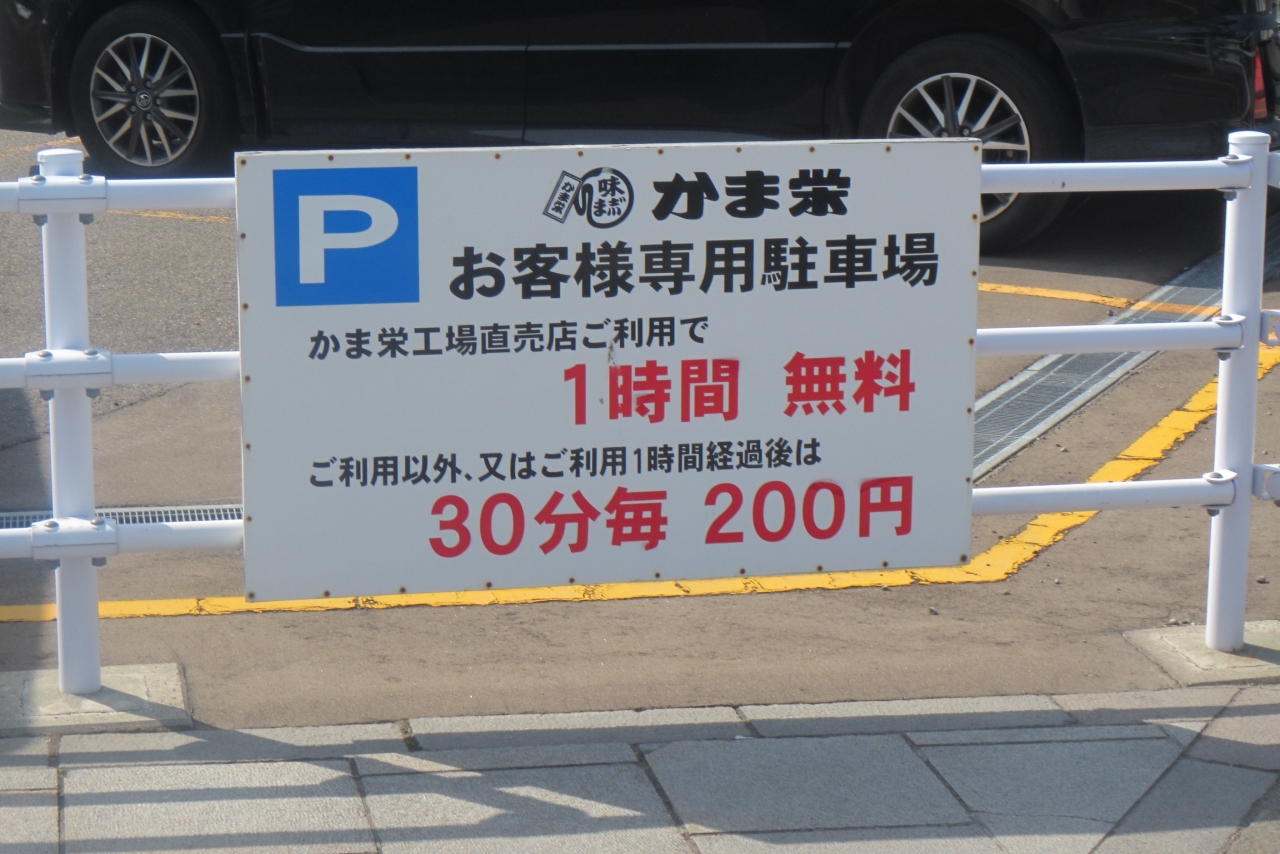 P
かま栄 味まがり かま栄
お客様専用駐車場
かま栄工場直売店ご利用で
1時間 無料
ご利用以外、又はご利用1時間経過後は
30分毎 200円